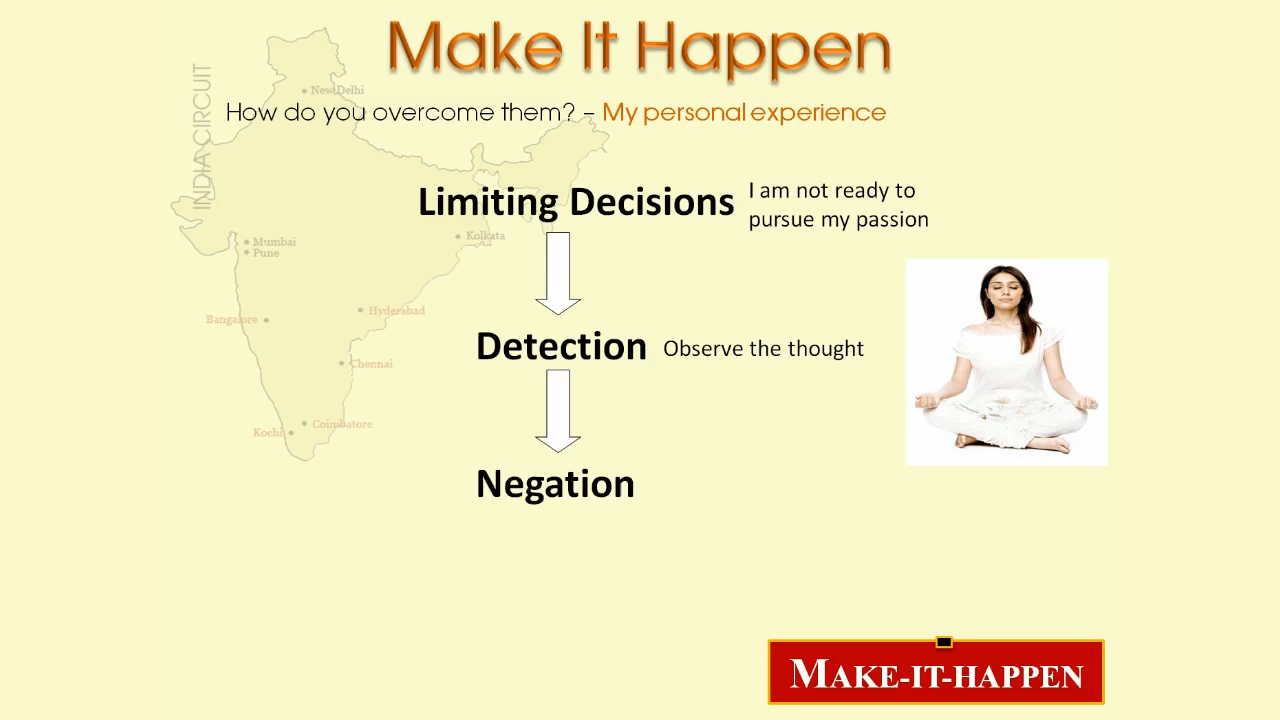 Make It Happen
INDIA CIRCUIT
New Delhi
How do you overcome them? – My personal experience
Limiting Decisions
I am not ready to
pursue my passion
Kolkata
Mumbai
Pune
Hyderabad
Bangalore
Detection
Observe the thought
Chennai
Coimbatore
Kochi
Negation
MAKE-IT-HAPPEN